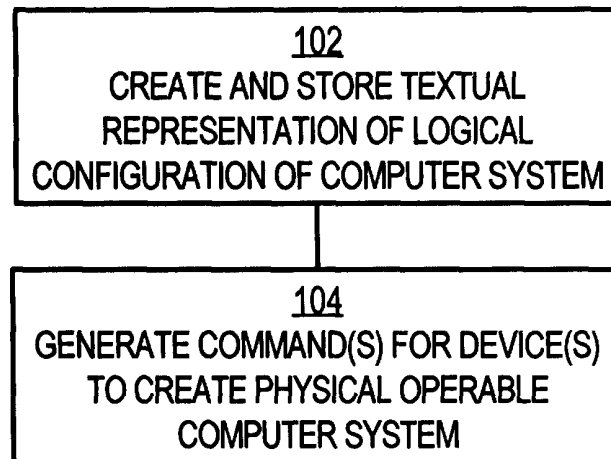 102
CREATE AND STORE TEXTUAL
REPRESENTATION OF LOGICAL
CONFIGURATION OF COMPUTER SYSTEM
104
GENERATE COMMAND(S) FOR DEVICE(S)
TO CREATE PHYSICAL OPERABLE
COMPUTER SYSTEM